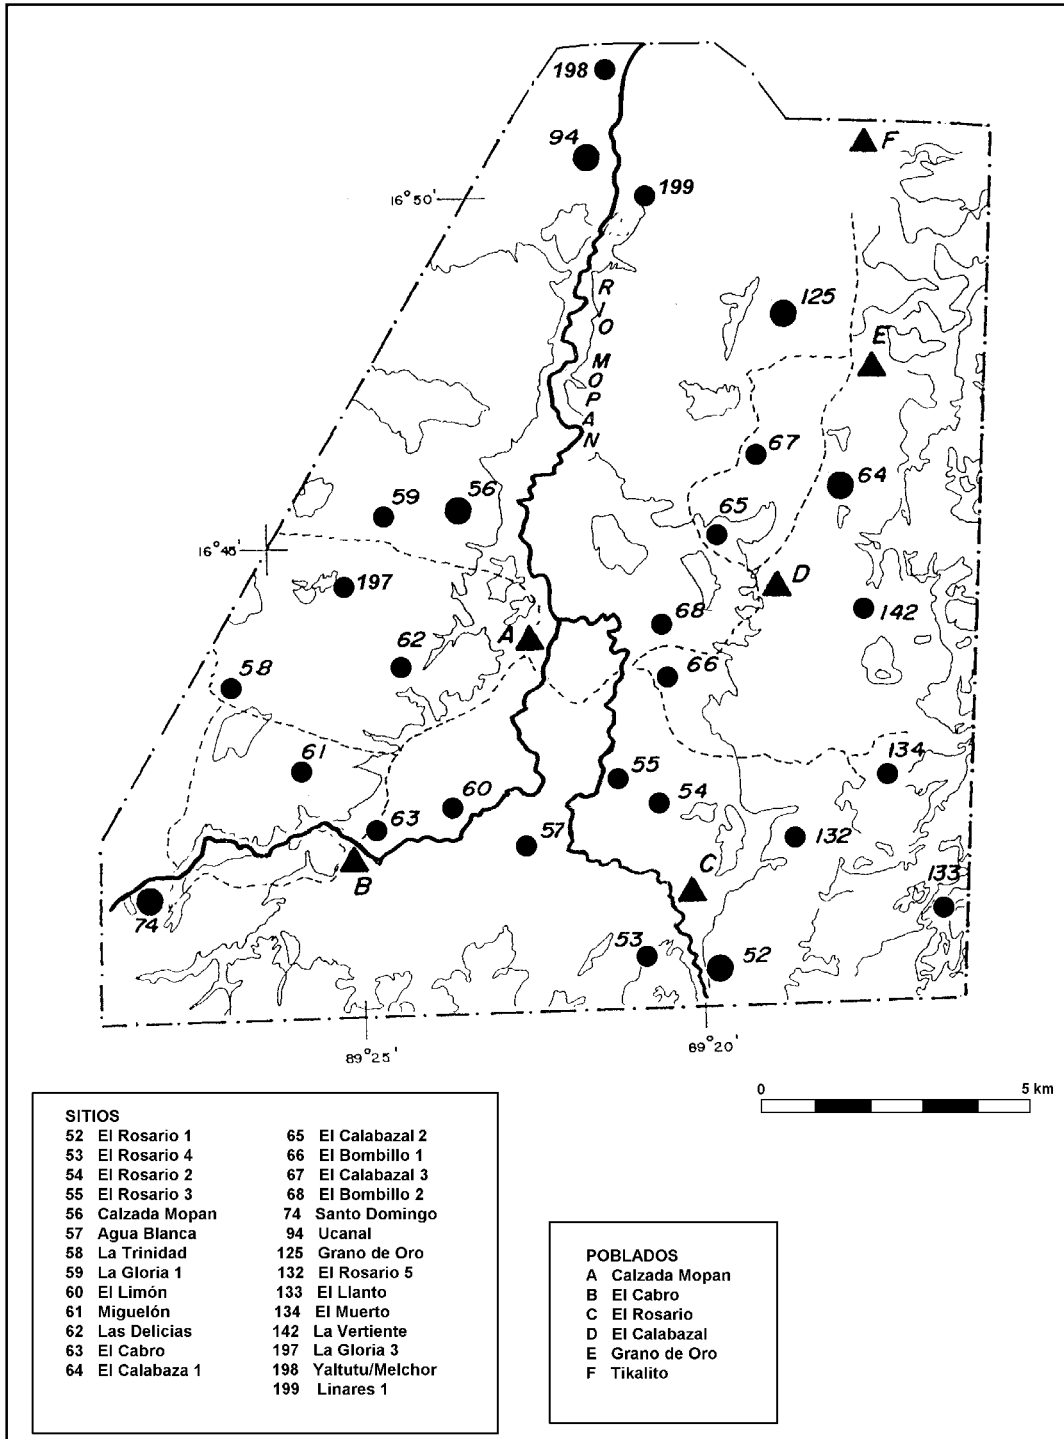 198
94
F
16°50'
199
RIO MOPAN
125
E
67
64
56
59
65
16°45'
D
197
68
142
A
62
66
58
134
61
55
54
60
63
57
132
C
B
133
74
53
52
89°25'
89°20'
0 5 km
SITIOS
52 El Rosario 1
53 El Rosario 4
54 El Rosario 2
55 El Rosario 3
56 Calzada Mopan
57 Agua Blanca
58 La Trinidad
59 La Gloria 1
60 El Limón
61 Miguelón
62 Las Delicias
63 El Cabro
64 El Calabaza 1
65 El Calabazal 2
66 El Bombillo 1
67 El Calabazal 3
68 El Bombillo 2
74 Santo Domingo
94 Ucanal
125 Grano de Oro
132 El Rosario 5
133 El Llanto
134 El Muerto
142 La Vertiente
197 La Gloria 3
198 Yaltutu/Melchor
199 Linares 1
POBLADOS
A Calzada Mopan
B El Cabro
C El Rosario
D El Calabazal
E Grano de Oro
F Tikalito